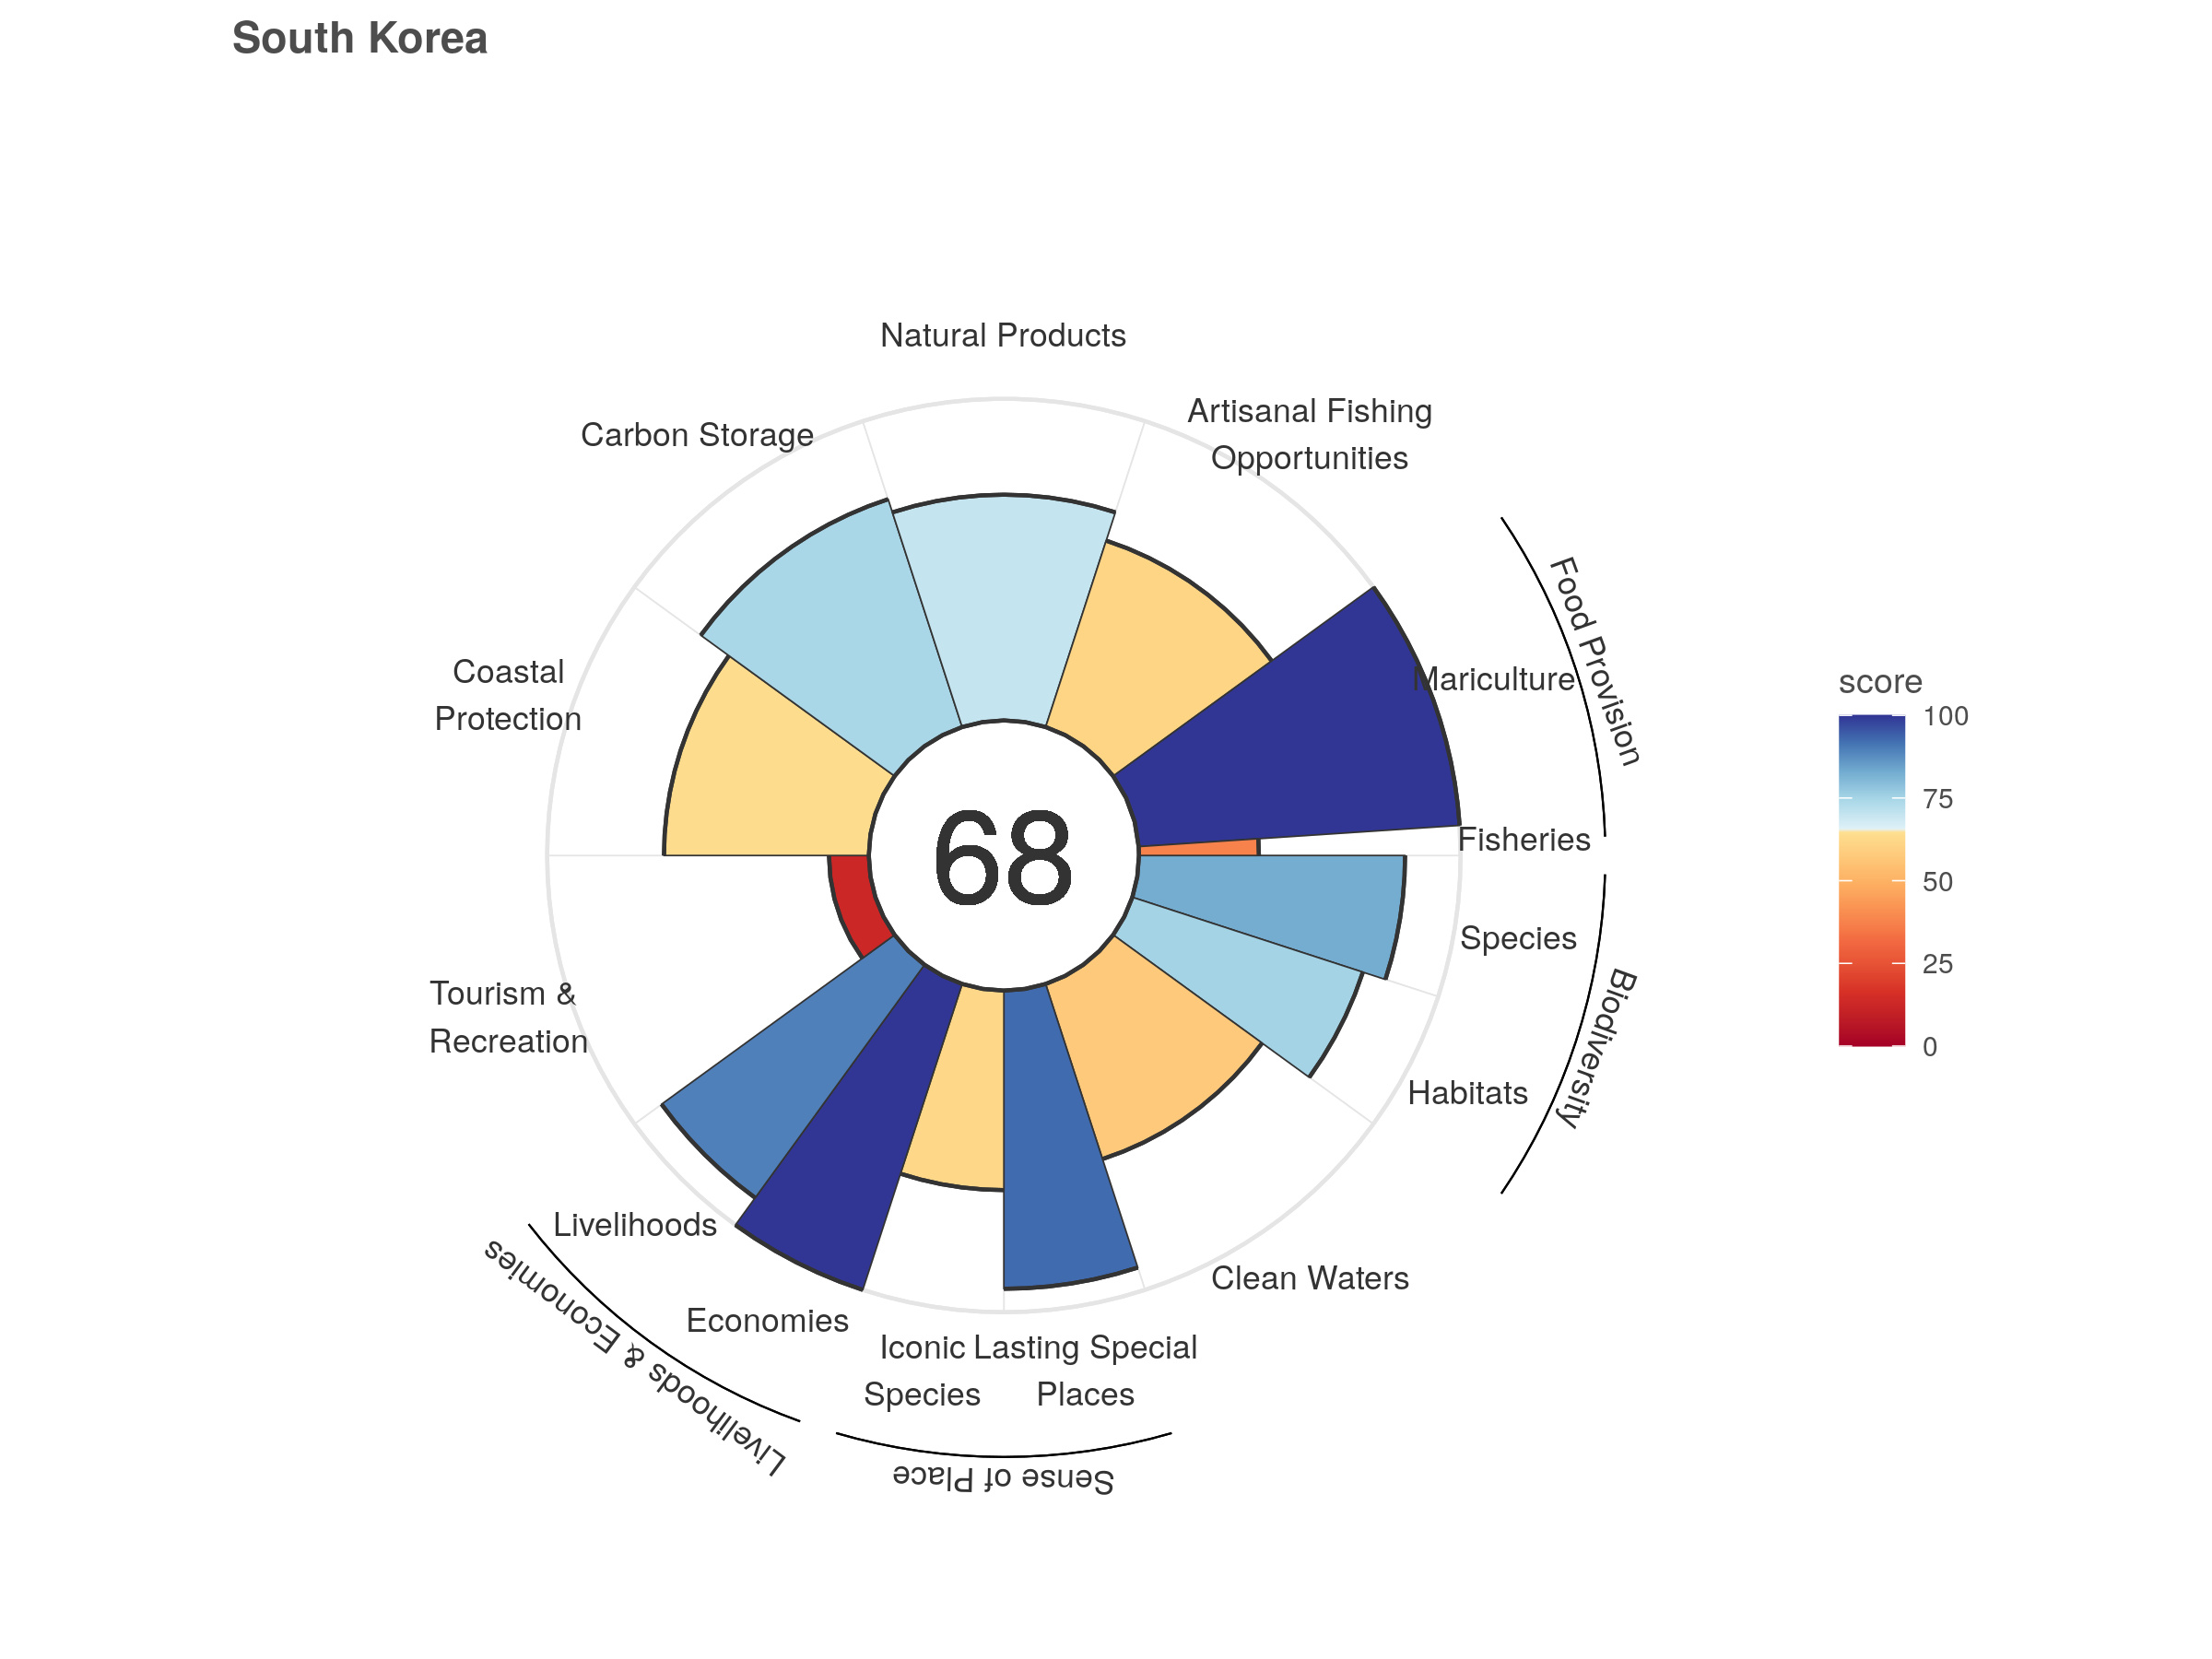 South Korea
Natural Products
Artisanal Fishing
Opportunities
Carbon Storage
Food Provision
Mariculture
Coastal
Protection
score
100
75
50
25
0
68
Fisheries
Species
Biodiversity
Tourism &
Recreation
Habitats
Livelihoods
Livelihoods & Economies
Clean Waters
Economies
Iconic
Species
Lasting Special
Places
Sense of Place